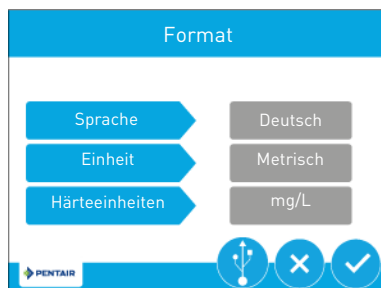 Format
Sprache Deutsch
Einheit Metrisch
Härteeinheiten mg/L
PENTAIR